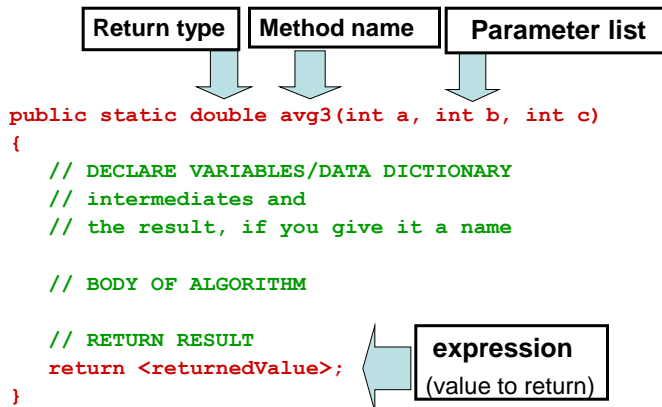 Return type Method name Parameter list
public static double avg3(int a, int b, int c)
{
// DECLARE VARIABLES/DATA DICTIONARY
// intermediates and
// the result, if you give it a name
// BODY OF ALGORITHM
// RETURN RESULT
return <returnedValue>;
expression
(value to return)
}